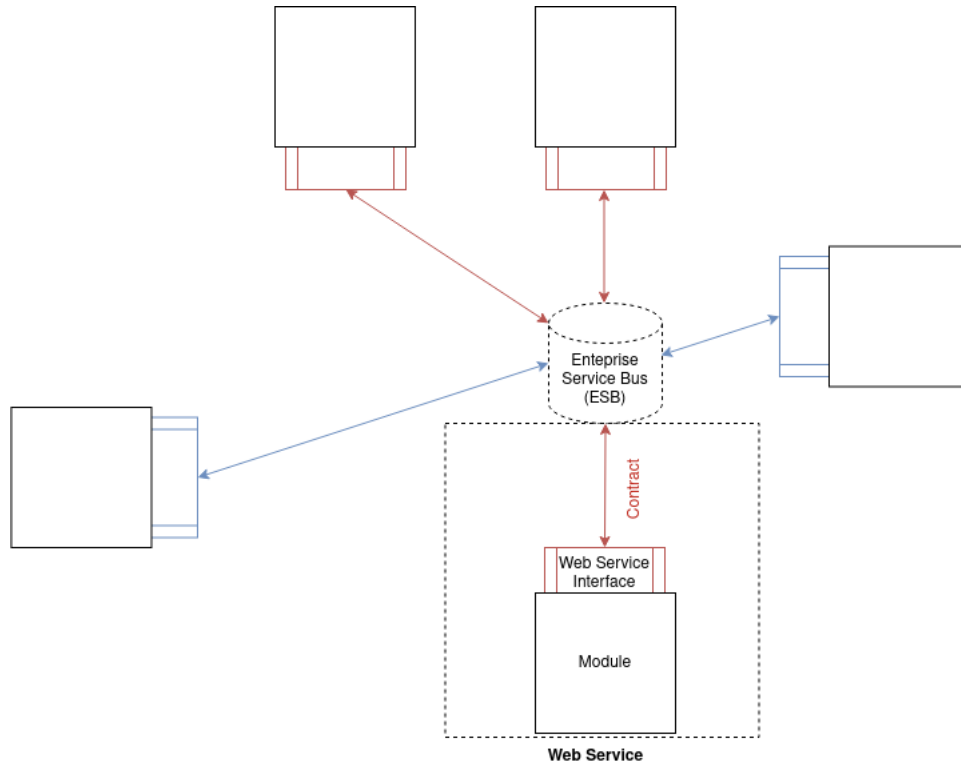 Enteprise
Service Bus
(ESB)
Contract
Web Service
Interface
Module
Web Service